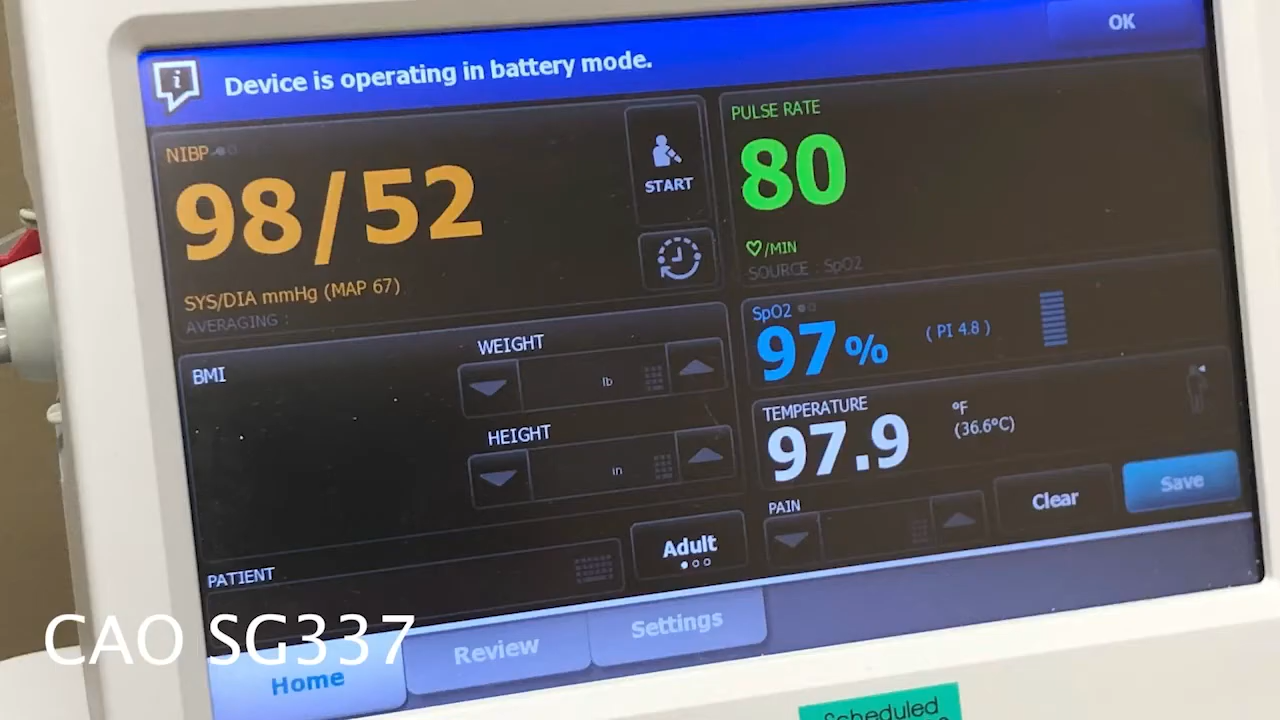 Device is operating in battery mode.
OK
NIBP
98/52
SYS/DIA mmHg (MAP 67)
AVERAGING :
START
PULSE RATE
80
/MIN
SOURCE : SpO2
SpO2
97%
( PI 4.8 )
BMI
WEIGHT
lb
HEIGHT
in
TEMPERATURE
97.9
°F
(36.6°C)
PAIN
Clear
Save
PATIENT
Adult
Home
Review
Settings
CAO SG337
Scheduled